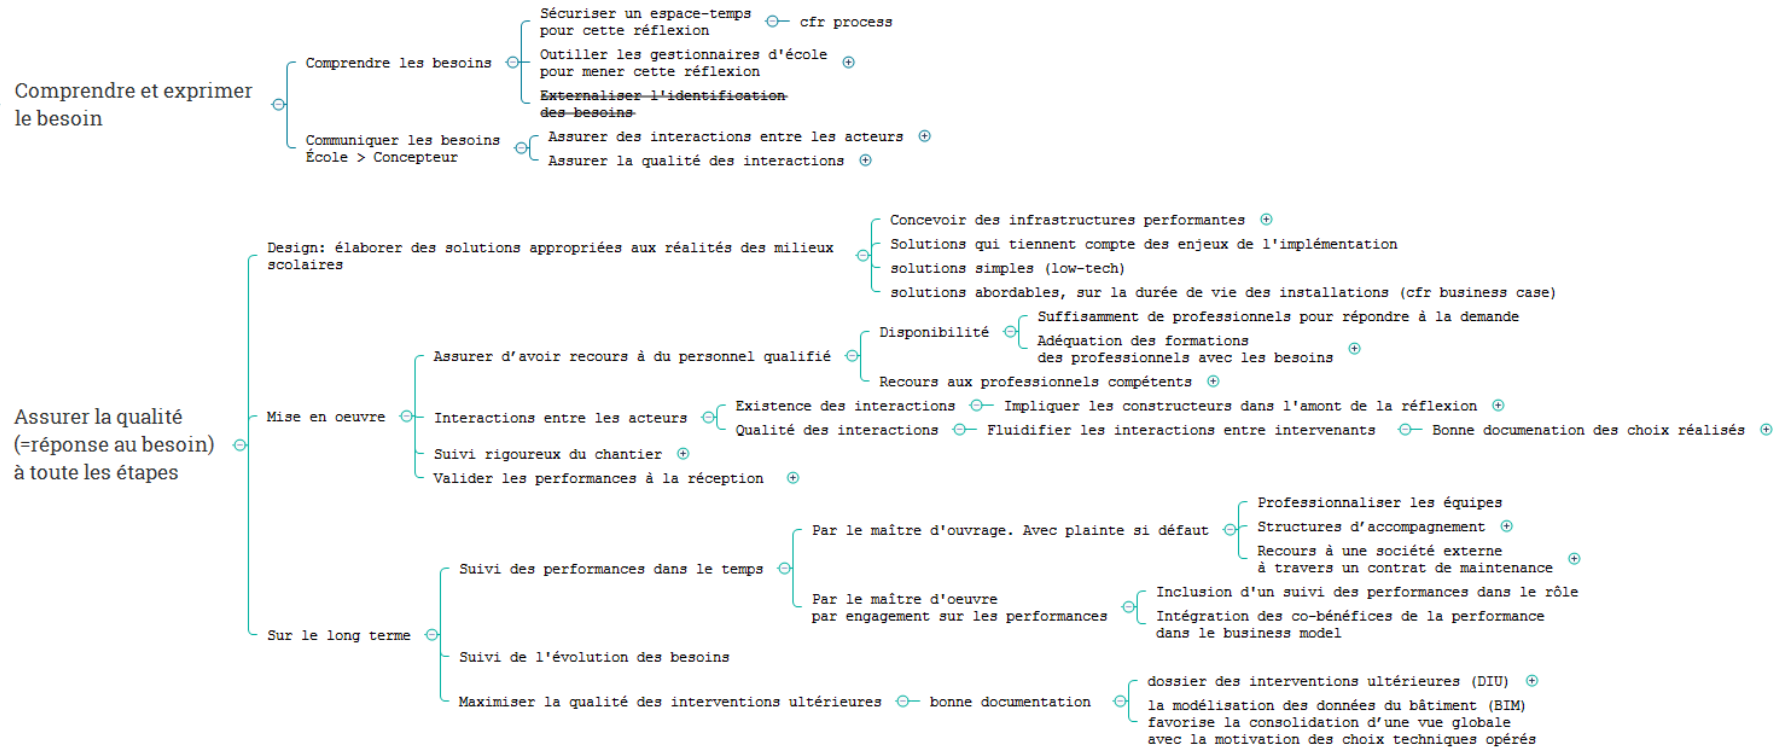 Comprendre et exprimer
le besoin
Comprendre les besoins
Sécuriser un espace-temps
pour cette réflexion
cfr process
Outiller les gestionnaires d'école
pour mener cette réflexion
Externaliser l'identification
des besoins
Communiquer les besoins
École > Concepteur
Assurer des interactions entre les acteurs
Assurer la qualité des interactions
Assurer la qualité
(=réponse au besoin)
à toute les étapes
Design: élaborer des solutions appropriées aux réalités des milieux
scolaires
Concevoir des infrastructures performantes
Solutions qui tiennent compte des enjeux de l'implémentation
solutions simples (low-tech)
solutions abordables, sur la durée de vie des installations (cfr business case)
Mise en oeuvre
Assurer d’avoir recours à du personnel qualifié
Disponibilité
Suffisamment de professionnels pour répondre à la demande
Adéquation des formations
des professionnels avec les besoins
Recours aux professionnels compétents
Interactions entre les acteurs
Existence des interactions
Impliquer les constructeurs dans l'amont de la réflexion
Qualité des interactions
Fluidifier les interactions entre intervenants
Bonne documenation des choix réalisés
Suivi rigoureux du chantier
Valider les performances à la réception
Sur le long terme
Suivi des performances dans le temps
Par le maître d'ouvrage. Avec plainte si défaut
Professionnaliser les équipes
Structures d’accompagnement
Recours à une société externe
à travers un contrat de maintenance
Par le maître d'oeuvre
par engagement sur les performances
Inclusion d'un suivi des performances dans le rôle
Intégration des co-bénéfices de la performance
dans le business model
Suivi de l'évolution des besoins
Maximiser la qualité des interventions ultérieures
bonne documentation
dossier des interventions ultérieures (DIU)
la modélisation des données du bâtiment (BIM)
favorise la consolidation d’une vue globale
avec la motivation des choix techniques opérés